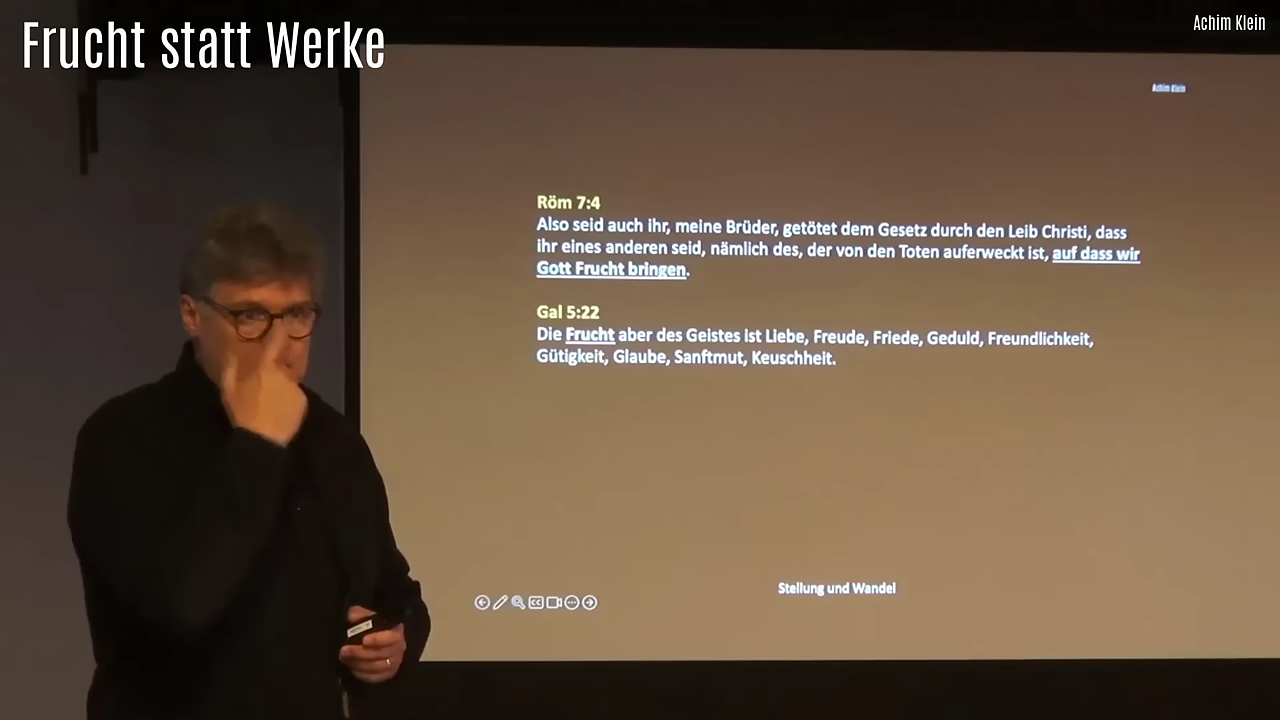 Frucht statt Werke
Achim Klein
Achim Klein
Röm 7:4
Also seid auch ihr, meine Brüder, getötet dem Gesetz durch den Leib Christi, dass
ihr eines anderen seid, nämlich des, der von den Toten auferweckt ist, auf dass wir
Gott Frucht bringen.
Gal 5:22
Die Frucht aber des Geistes ist Liebe, Freude, Friede, Geduld, Freundlichkeit,
Gütigkeit, Glaube, Sanftmut, Keuschheit.
Stellung und Wandel